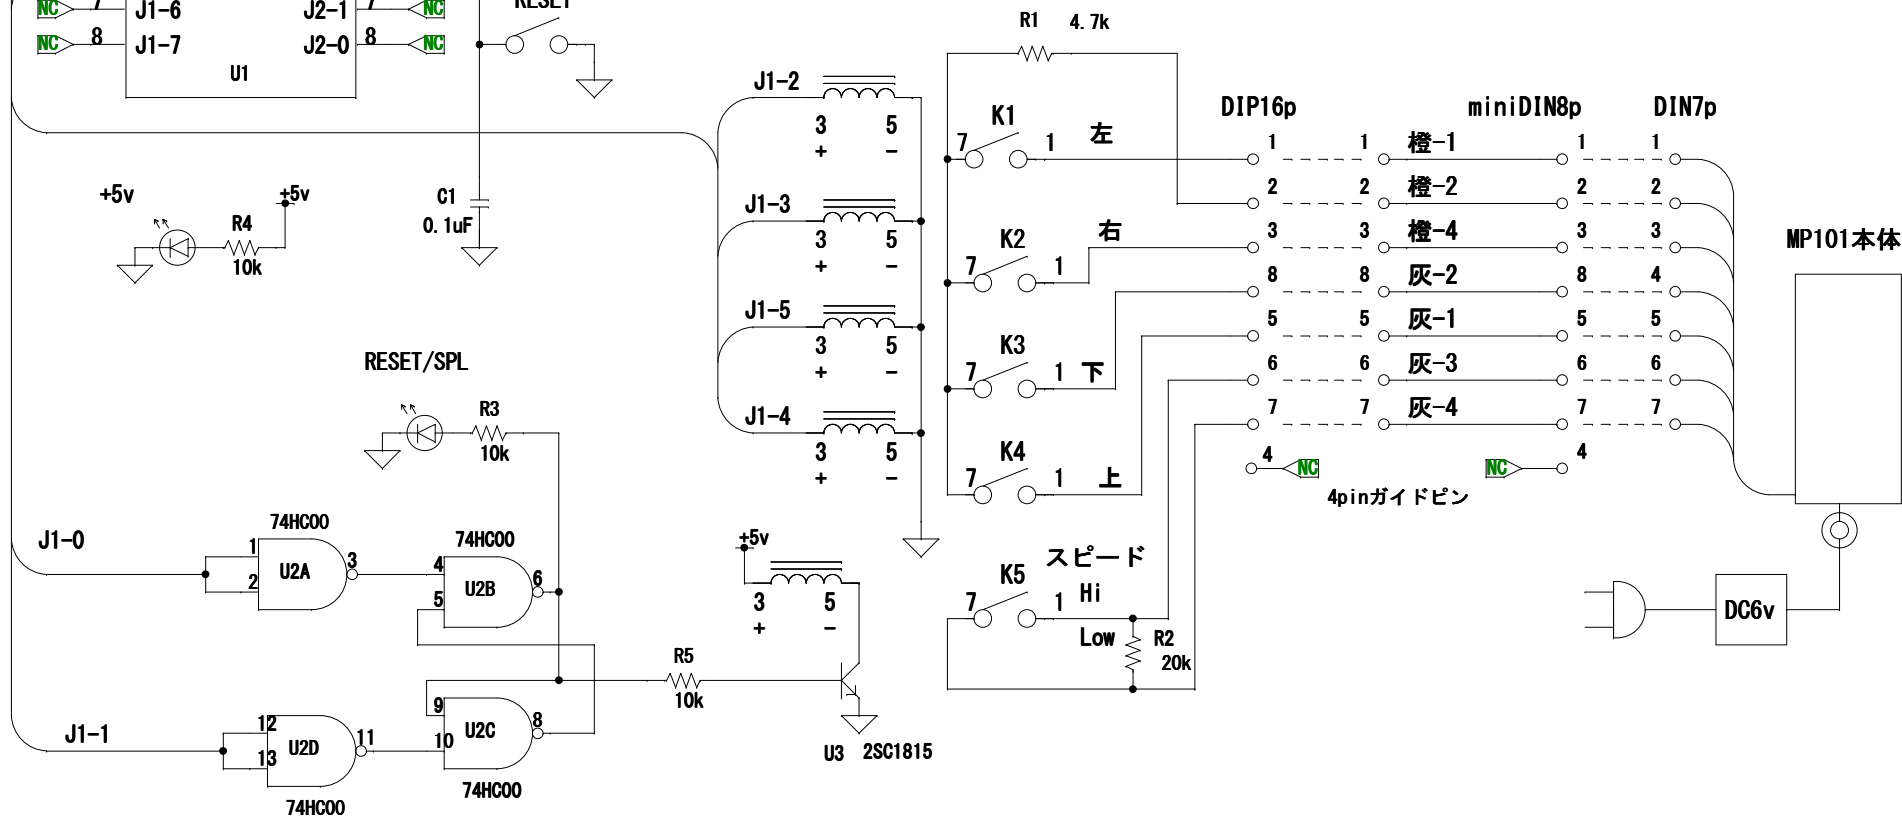 NC 7 J1-6 J2-1 7 NC
RESET
NC 8 J1-7 J2-0 8 NC
U1
R1 4.7k
J1-2
3 5
+ -
J1-3
3 5
+ -
J1-5
3 5
+ -
J1-4
3 5
+ -
+5v
+5v
R4
10k
C1
0.1uF
RESET/SPL
R3
10k
K1
7 1 左
K2
7 1 右
K3
7 1 下
K4
7 1 上
スピード
K5
7 1 Hi
Low
R2
20k
DIP16p miniDIN8p DIN7p
1 1 橙-1 1 1
2 2 橙-2 2 2
3 3 橙-4 3 3
8 8 灰-2 8 4
5 5 灰-1 5 5
6 6 灰-3 6 6
7 7 灰-4 7 7
4 NC NC 4
4pinガイドピン
MP101本体
DC6v
J1-0
74HC00
1
2
U2A
3
74HC00
4
5
U2B
6
+5v
3 5
+ -
R5
10k
J1-1
12
13
U2D
11
74HC00
9
10
U2C
8
74HC00
U3 2SC1815